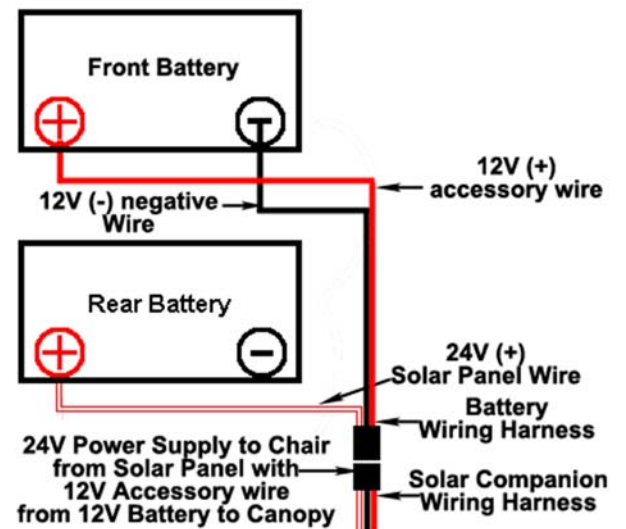 Front Battery
+
-
12V (+)
accessory wire
12V (-) negative
Wire
Rear Battery
+
-
24V (+)
Solar Panel Wire
Battery
Wiring Harness
24V Power Supply to Chair
from Solar Panel with
12V Accessory wire
from 12V Battery to Canopy
Solar Companion
Wiring Harness